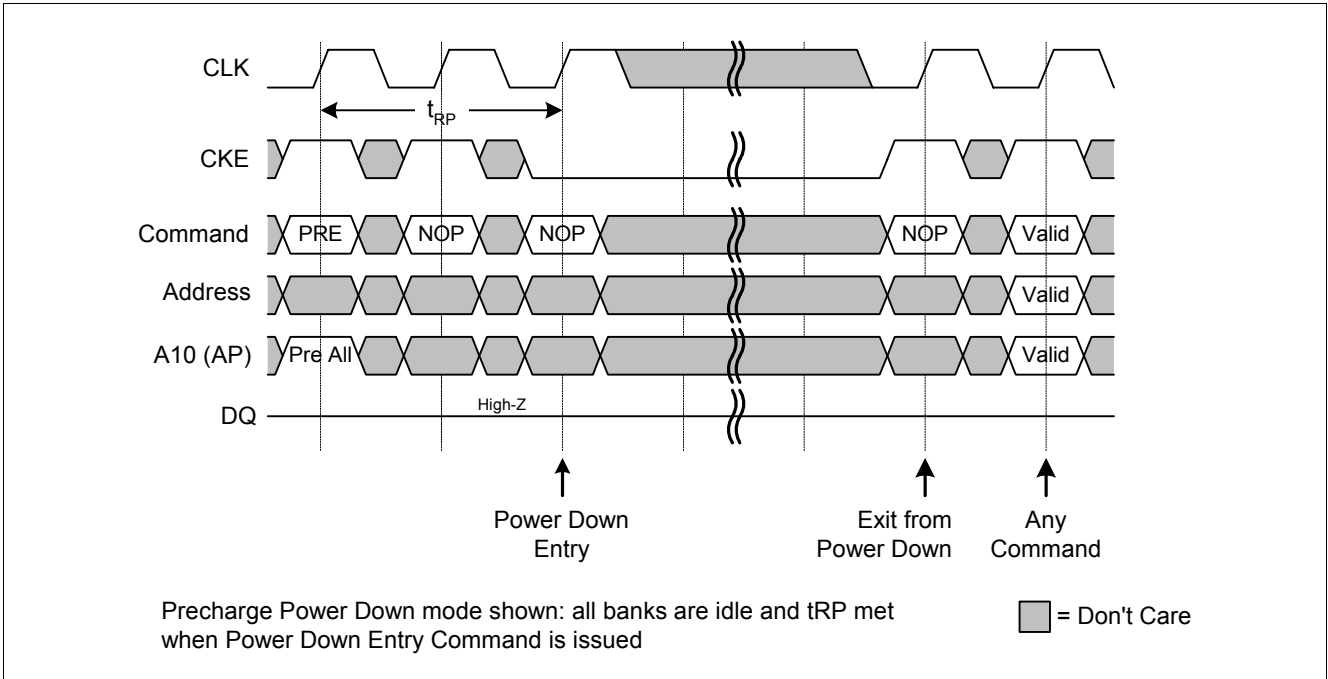 CLK
t_RP
CKE
Command PRE NOP NOP NOP Valid
Address Valid
A10 (AP) Pre All Valid
High-Z
DQ
Power Down
Entry
Exit from
Power Down
Any
Command
Precharge Power Down mode shown: all banks are idle and tRP met
when Power Down Entry Command is issued
= Don't Care